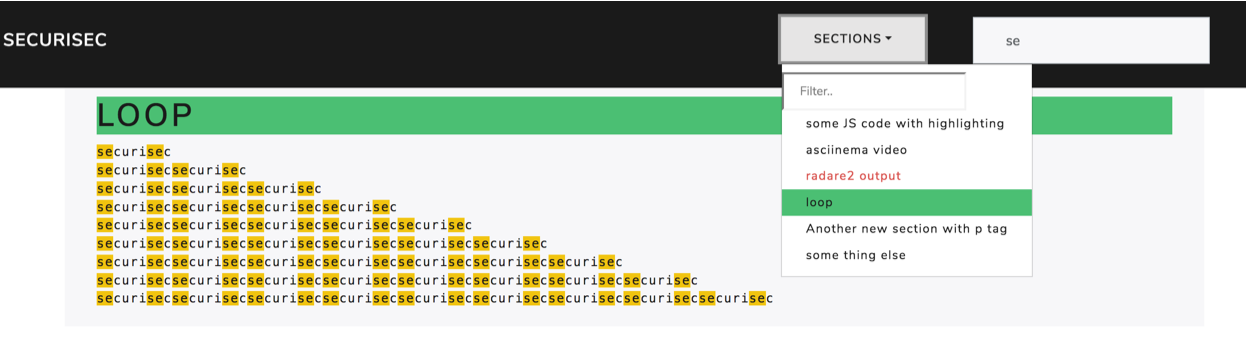 SECURISEC
SECTIONS
se
Filter..
some JS code with highlighting
asciinema video
radare2 output
loop
Another new section with p tag
some thing else
LOOP
securisec
securisecsecurisec
securisecsecurisecsecurisec
securisecsecurisecsecurisecsecurisec
securisecsecurisecsecurisecsecurisecsecurisec
securisecsecurisecsecurisecsecurisecsecurisecsecurisec
securisecsecurisecsecurisecsecurisecsecurisecsecurisecsecurisec
securisecsecurisecsecurisecsecurisecsecurisecsecurisecsecurisecsecurisec
securisecsecurisecsecurisecsecurisecsecurisecsecurisecsecurisecsecurisecsecurisec